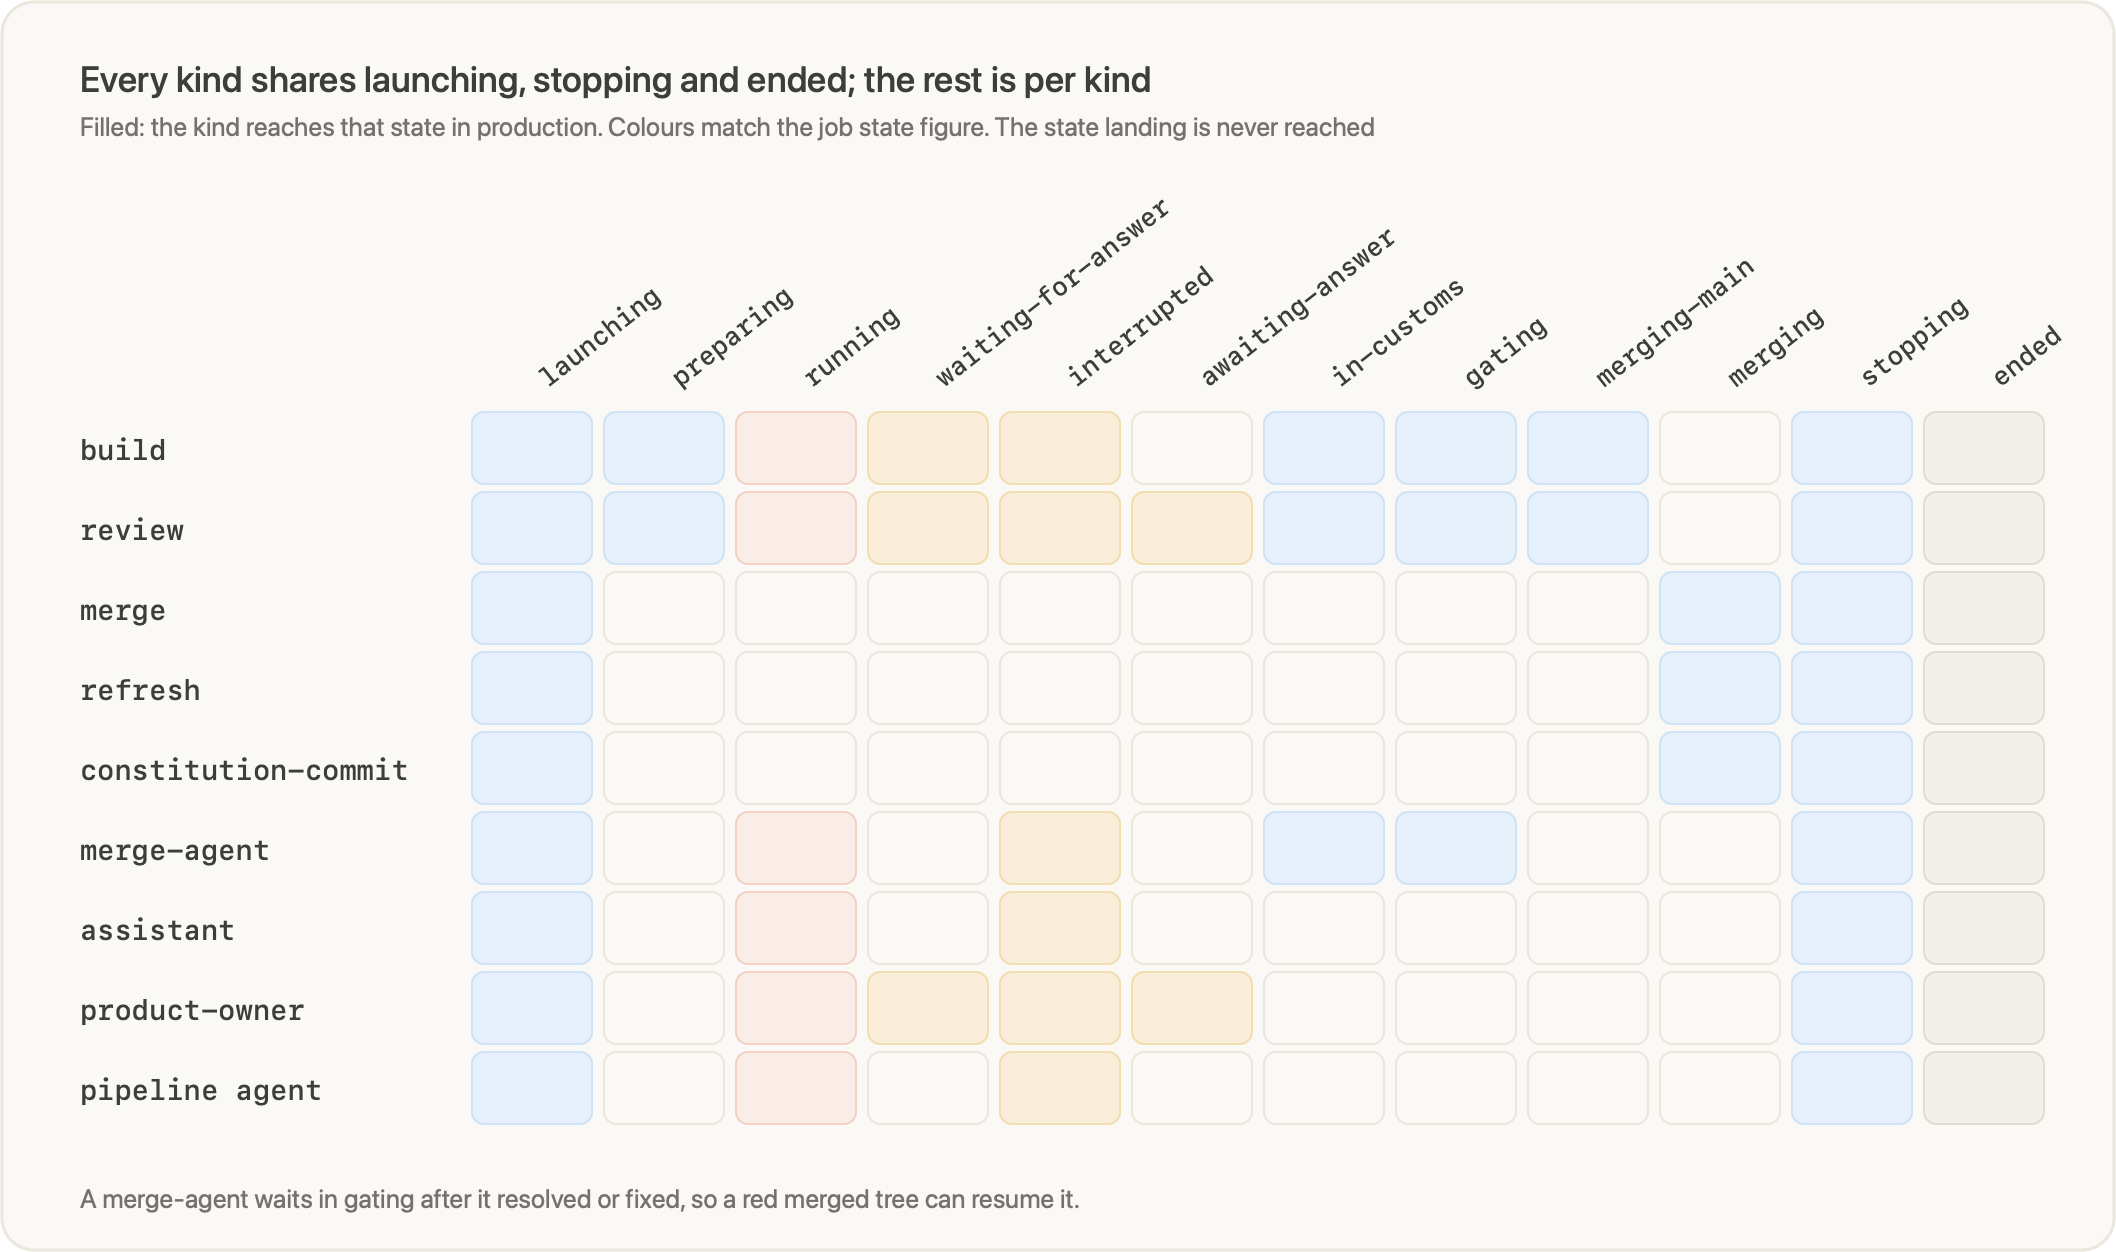 Every kind shares launching, stopping and ended; the rest is per kind
Filled: the kind reaches that state in production. Colours match the job state figure. The state landing is never reached
launching
preparing
running
waiting-for-answer
interrupted
awaiting-answer
in-customs
gating
merging-main
merging
stopping
ended
build
review
merge
refresh
constitution-commit
merge-agent
assistant
product-owner
pipeline agent
A merge-agent waits in gating after it resolved or fixed, so a red merged tree can resume it.